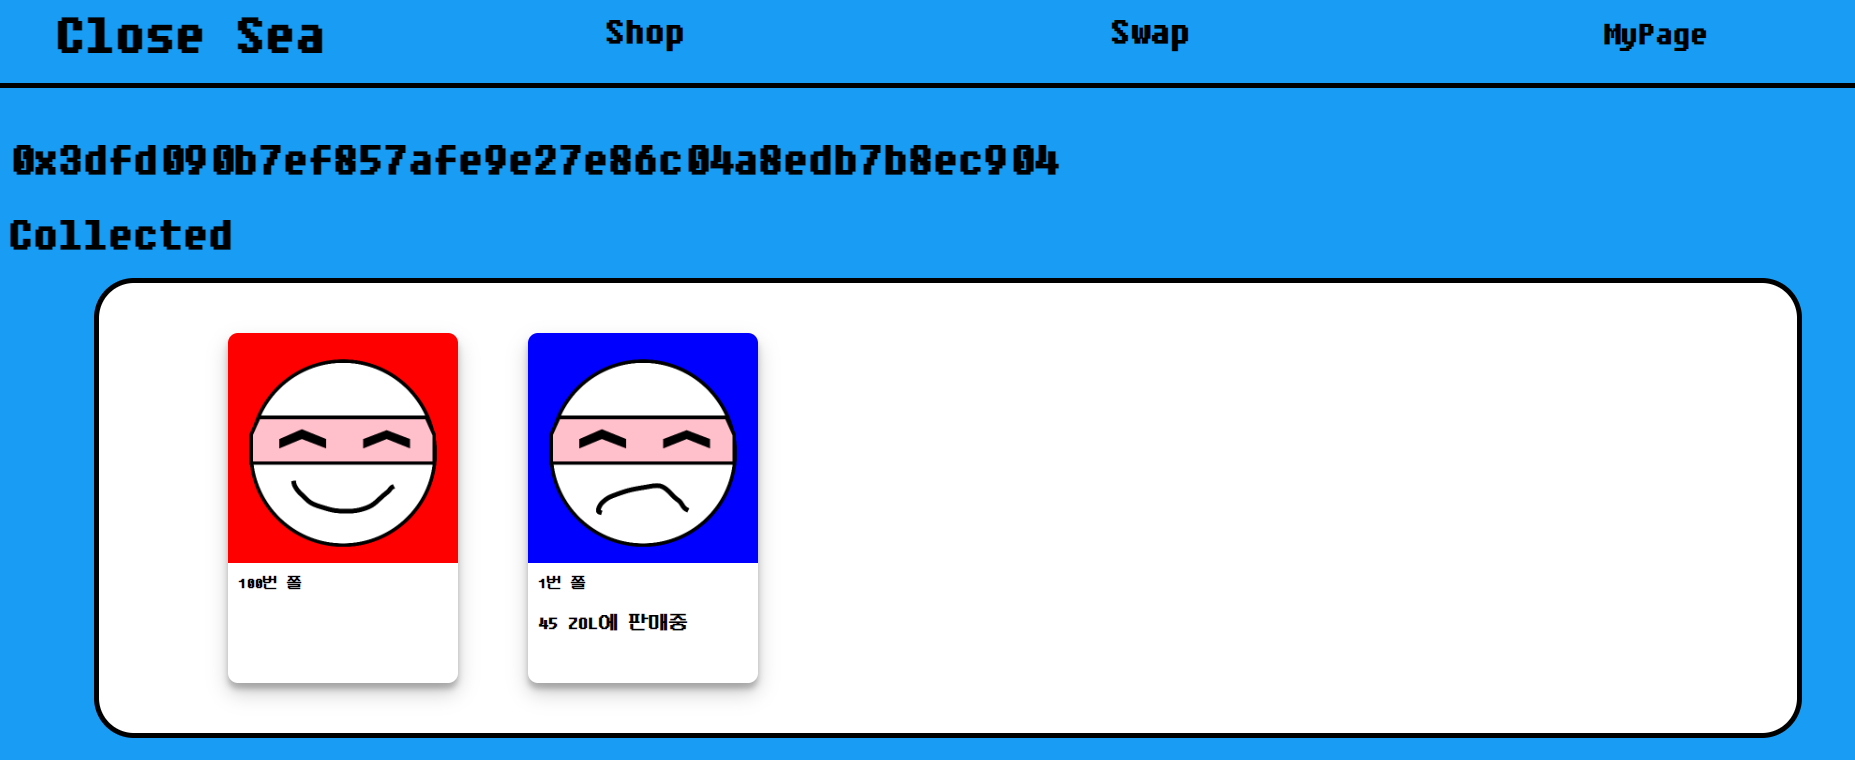 Close Sea
Shop
Swap
MyPage
0x3dfd090b7ef857afe9e27e86c04a8edb7b8ec904
Collected
100번 쫄
1번 쫄
45 ZOL에 판매중